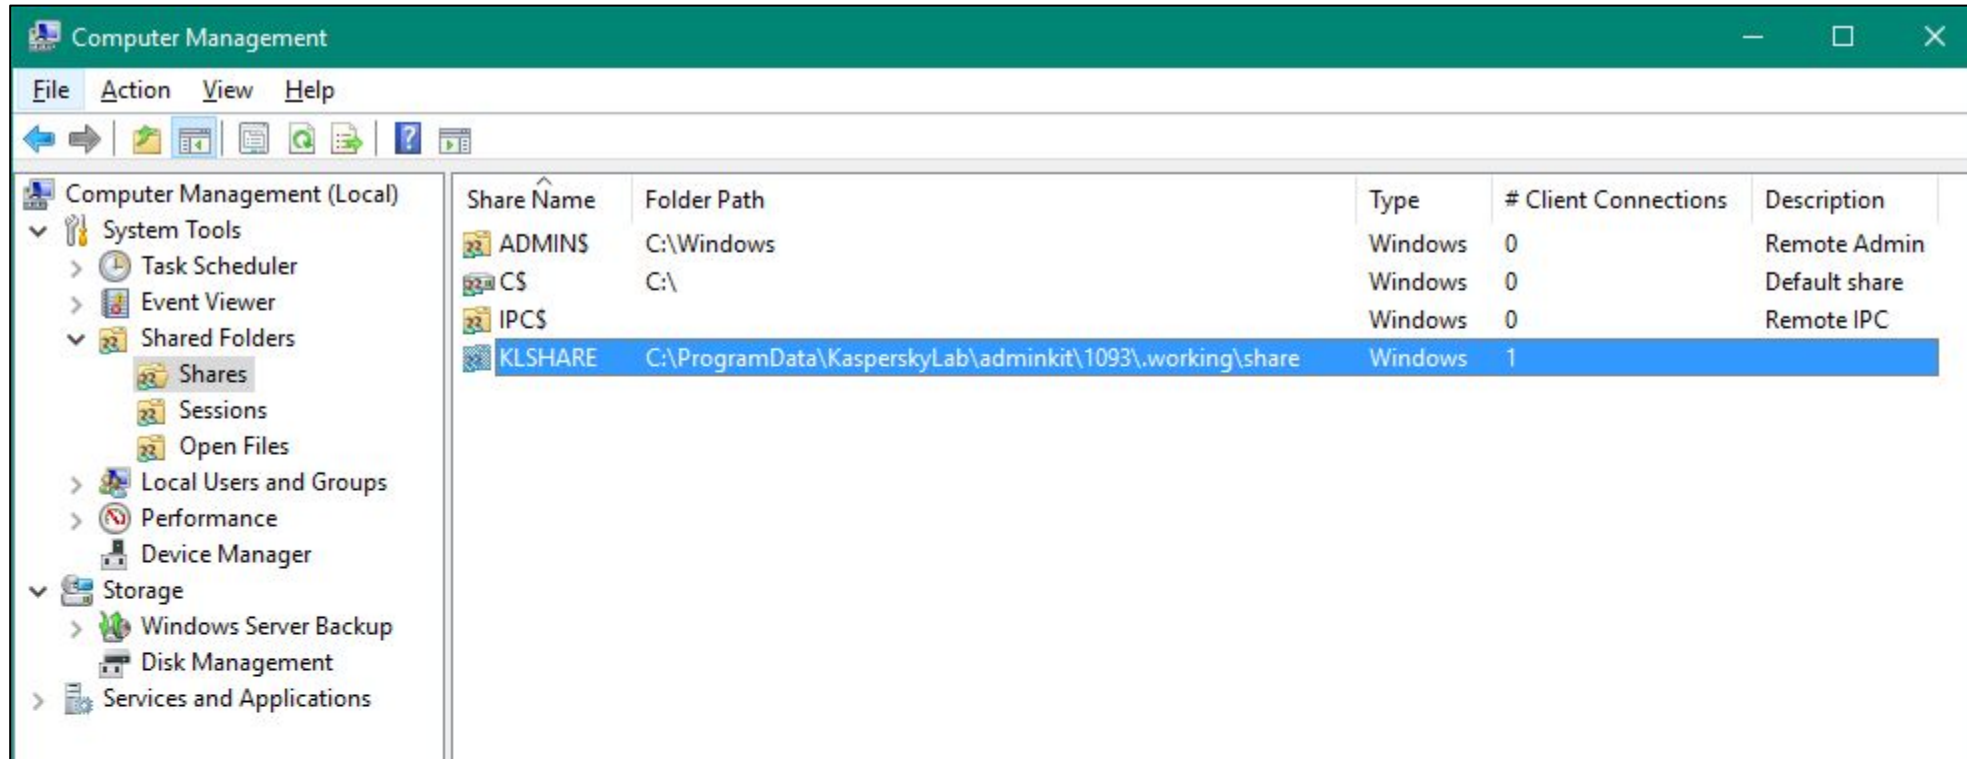 Computer Management
File Action View Help
Computer Management (Local)
System Tools
Task Scheduler
Event Viewer
Shared Folders
Shares
Sessions
Open Files
Local Users and Groups
Performance
Device Manager
Storage
Windows Server Backup
Disk Management
Services and Applications
Share Name Folder Path Type # Client Connections Description
ADMIN$ C:\Windows Windows 0 Remote Admin
C$ C:\ Windows 0 Default share
IPC$ Windows 0 Remote IPC
KLSHARE C:\ProgramData\KasperskyLab\adminkit\1093\.working\share Windows 1